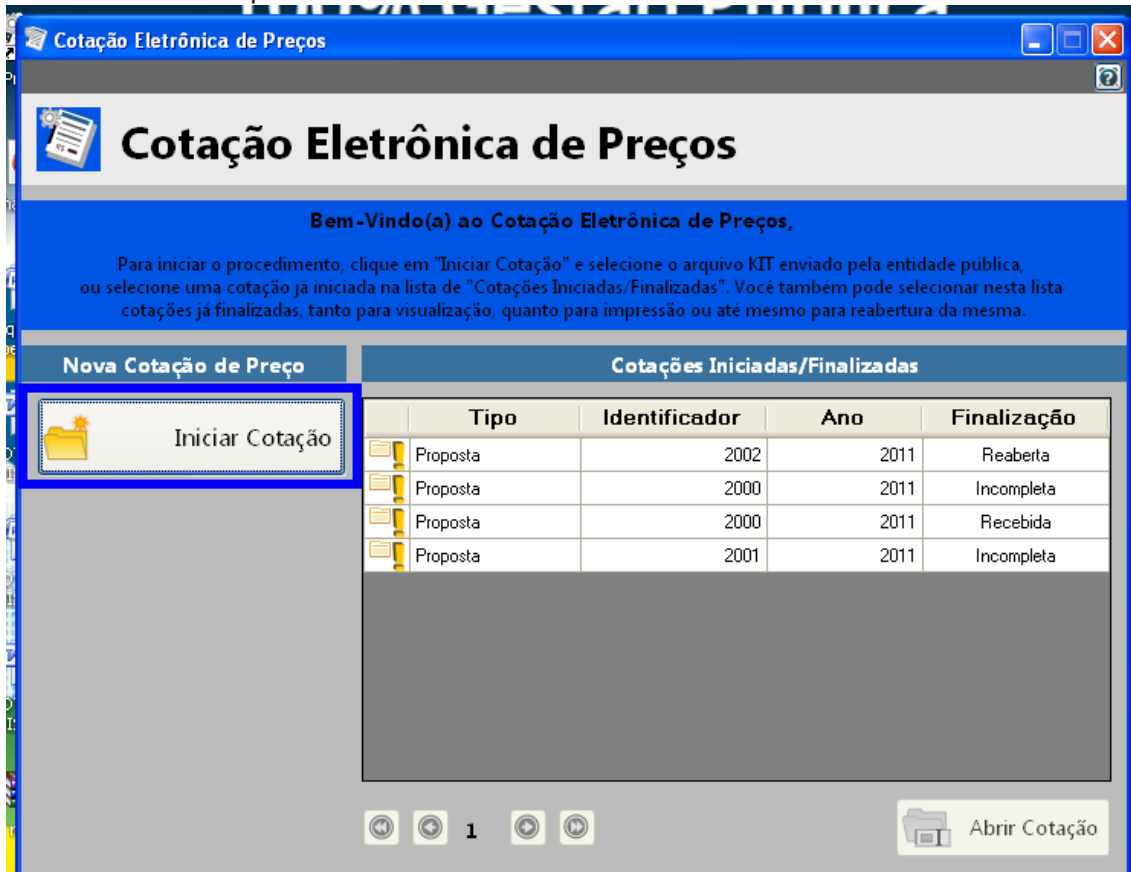 100% Gestão Pública
Cotação Eletrônica de Preços
Cotação Eletrônica de Preços
Bem-Vindo(a) ao Cotação Eletrônica de Preços,
Para iniciar o procedimento, clique em "Iniciar Cotação" e selecione o arquivo KIT enviado pela entidade pública,
ou selecione uma cotação já iniciada na lista de "Cotações Iniciadas/Finalizadas". Você também pode selecionar nesta lista
cotações já finalizadas, tanto para visualização, quanto para impressão ou até mesmo para reabertura da mesma.
Nova Cotação de Preço
Cotações Iniciadas/Finalizadas
Iniciar Cotação
Tipo Identificador Ano Finalização
Proposta 2002 2011 Reaberta
Proposta 2000 2011 Incompleta
Proposta 2000 2011 Recebida
Proposta 2001 2011 Incompleta
1
Abrir Cotação